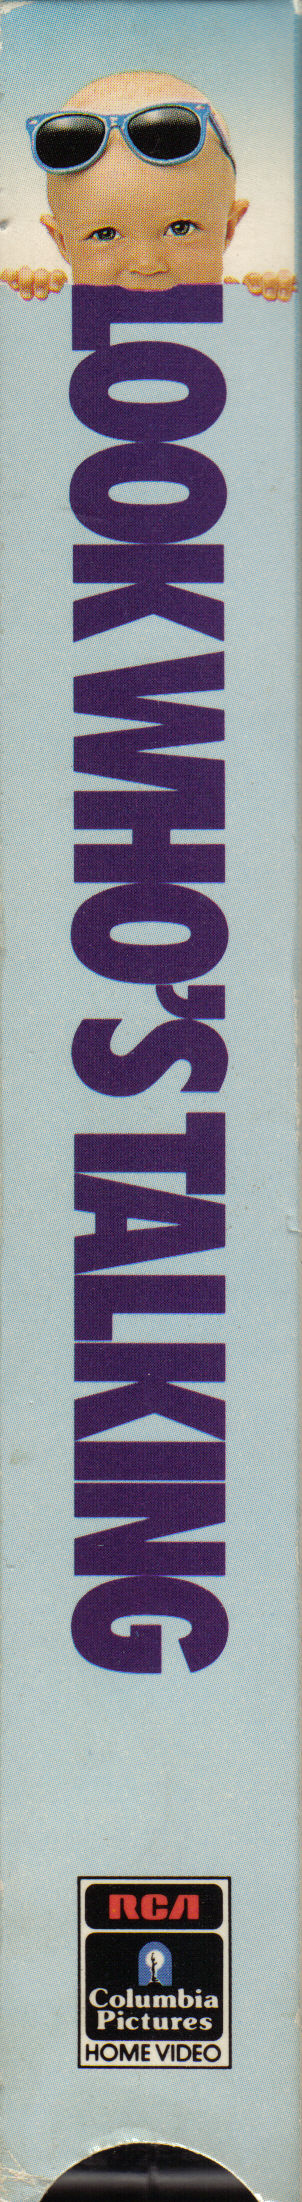 LOOK WHO'S TALKING
RCA
Columbia
Pictures
HOME VIDEO